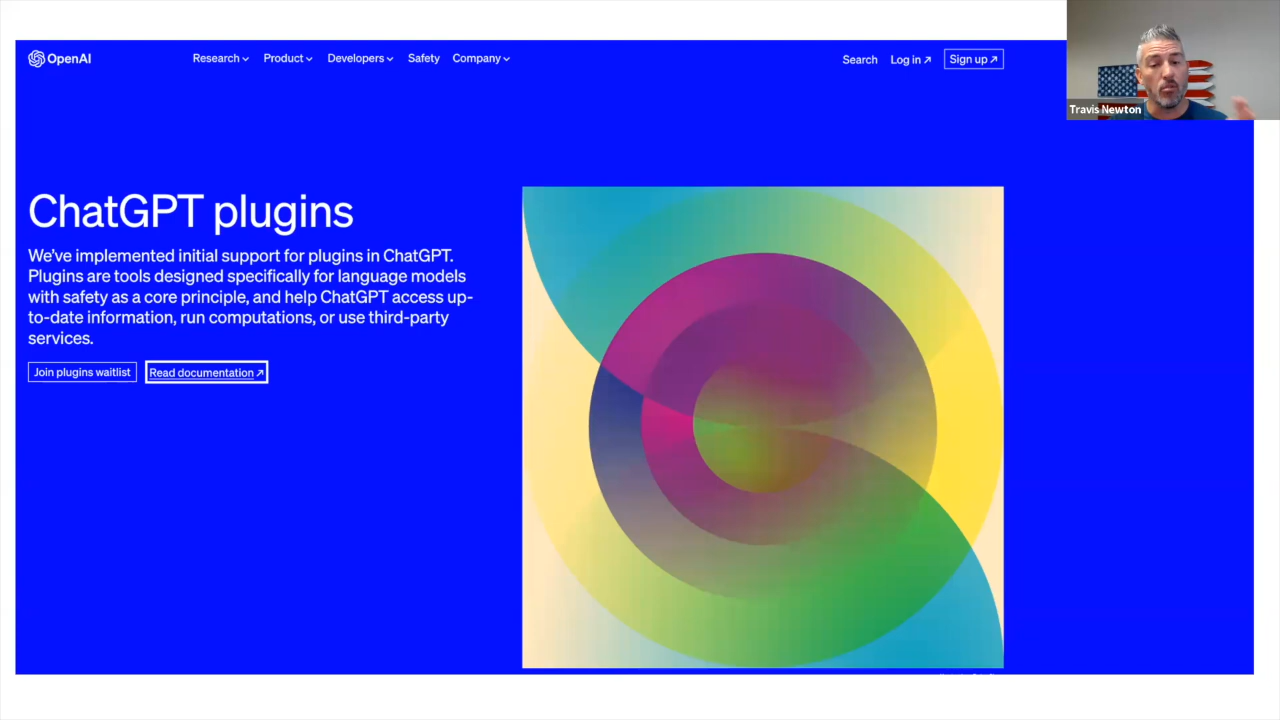 OpenAI
Research Product Developers Safety Company
Search Log in ↗ Sign up ↗
Travis Newton
ChatGPT plugins
We’ve implemented initial support for plugins in ChatGPT.
Plugins are tools designed specifically for language models
with safety as a core principle, and help ChatGPT access up-
to-date information, run computations, or use third-party
services.
Join plugins waitlist Read documentation ↗